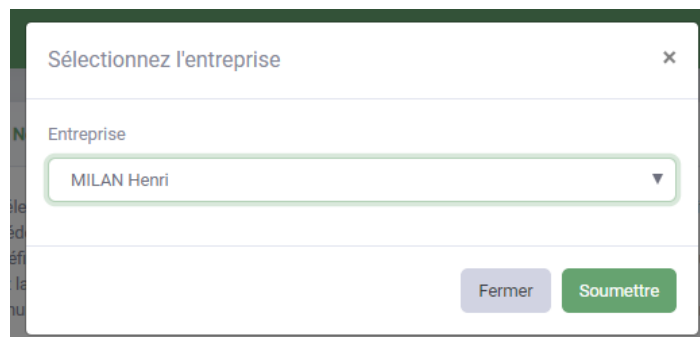 Sélectionnez l'entreprise ×
Entreprise
MILAN Henri ▼
Fermer Soumettre